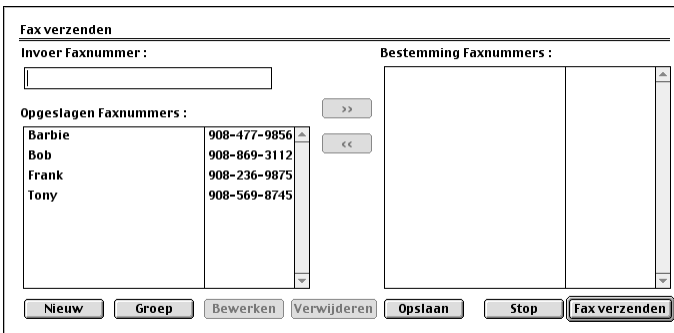 Fax verzenden
Invoer Faxnummer :
Bestemming Faxnummers :
>>
Opgeslagen Faxnummers :
<<
Barbie 908-477-9856
Bob 908-869-3112
Frank 908-236-9875
Tony 908-569-8745
Nieuw Groep Bewerken Verwijderen Opslaan Stop Fax verzenden